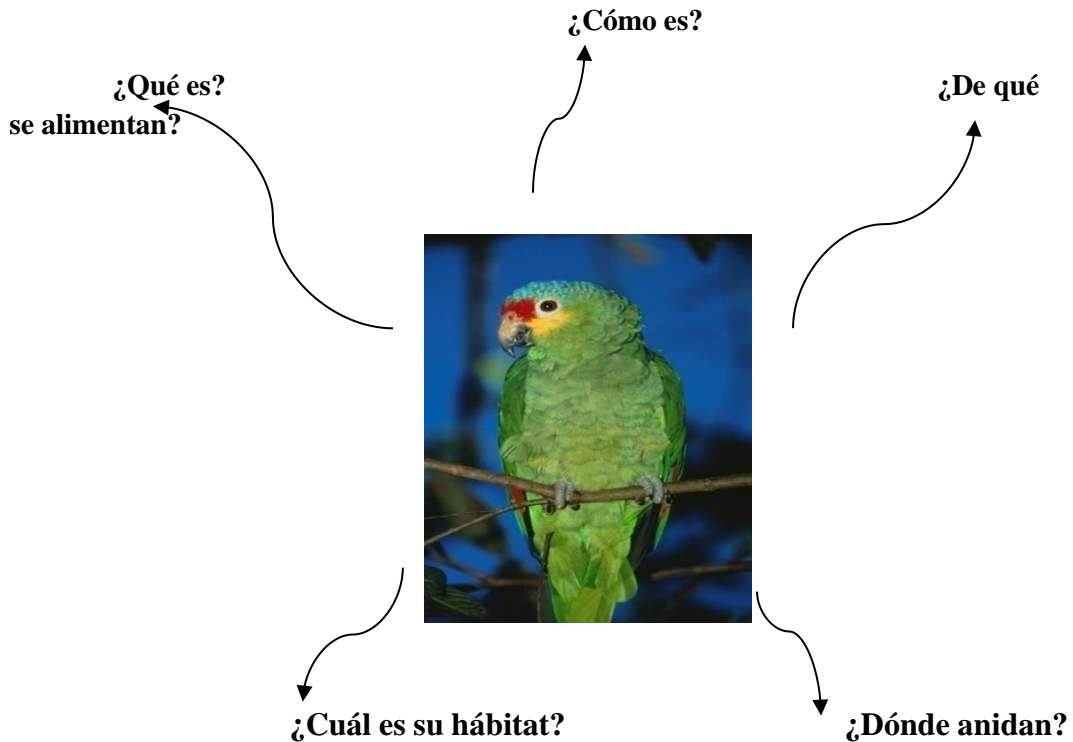 ¿Cómo es?
¿Qué es? ¿De qué
se alimentan?
¿Cuál es su hábitat? ¿Dónde anidan?